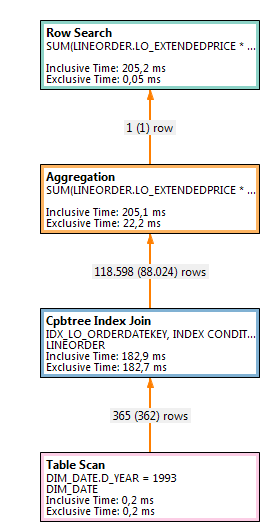 Row Search
SUM(LINEORDER.LO_EXTENDEDPRICE * ...
Inclusive Time: 205,2 ms
Exclusive Time: 0,05 ms
1 (1) row
Aggregation
SUM(LINEORDER.LO_EXTENDEDPRICE * ...
Inclusive Time: 205,1 ms
Exclusive Time: 22,2 ms
118.598 (88.024) rows
Cpbtree Index Join
IDX_LO_ORDERDATEKEY, INDEX CONDIT...
LINEORDER
Inclusive Time: 182,9 ms
Exclusive Time: 182,7 ms
365 (362) rows
Table Scan
DIM_DATE.D_YEAR = 1993
DIM_DATE
Inclusive Time: 0,2 ms
Exclusive Time: 0,2 ms